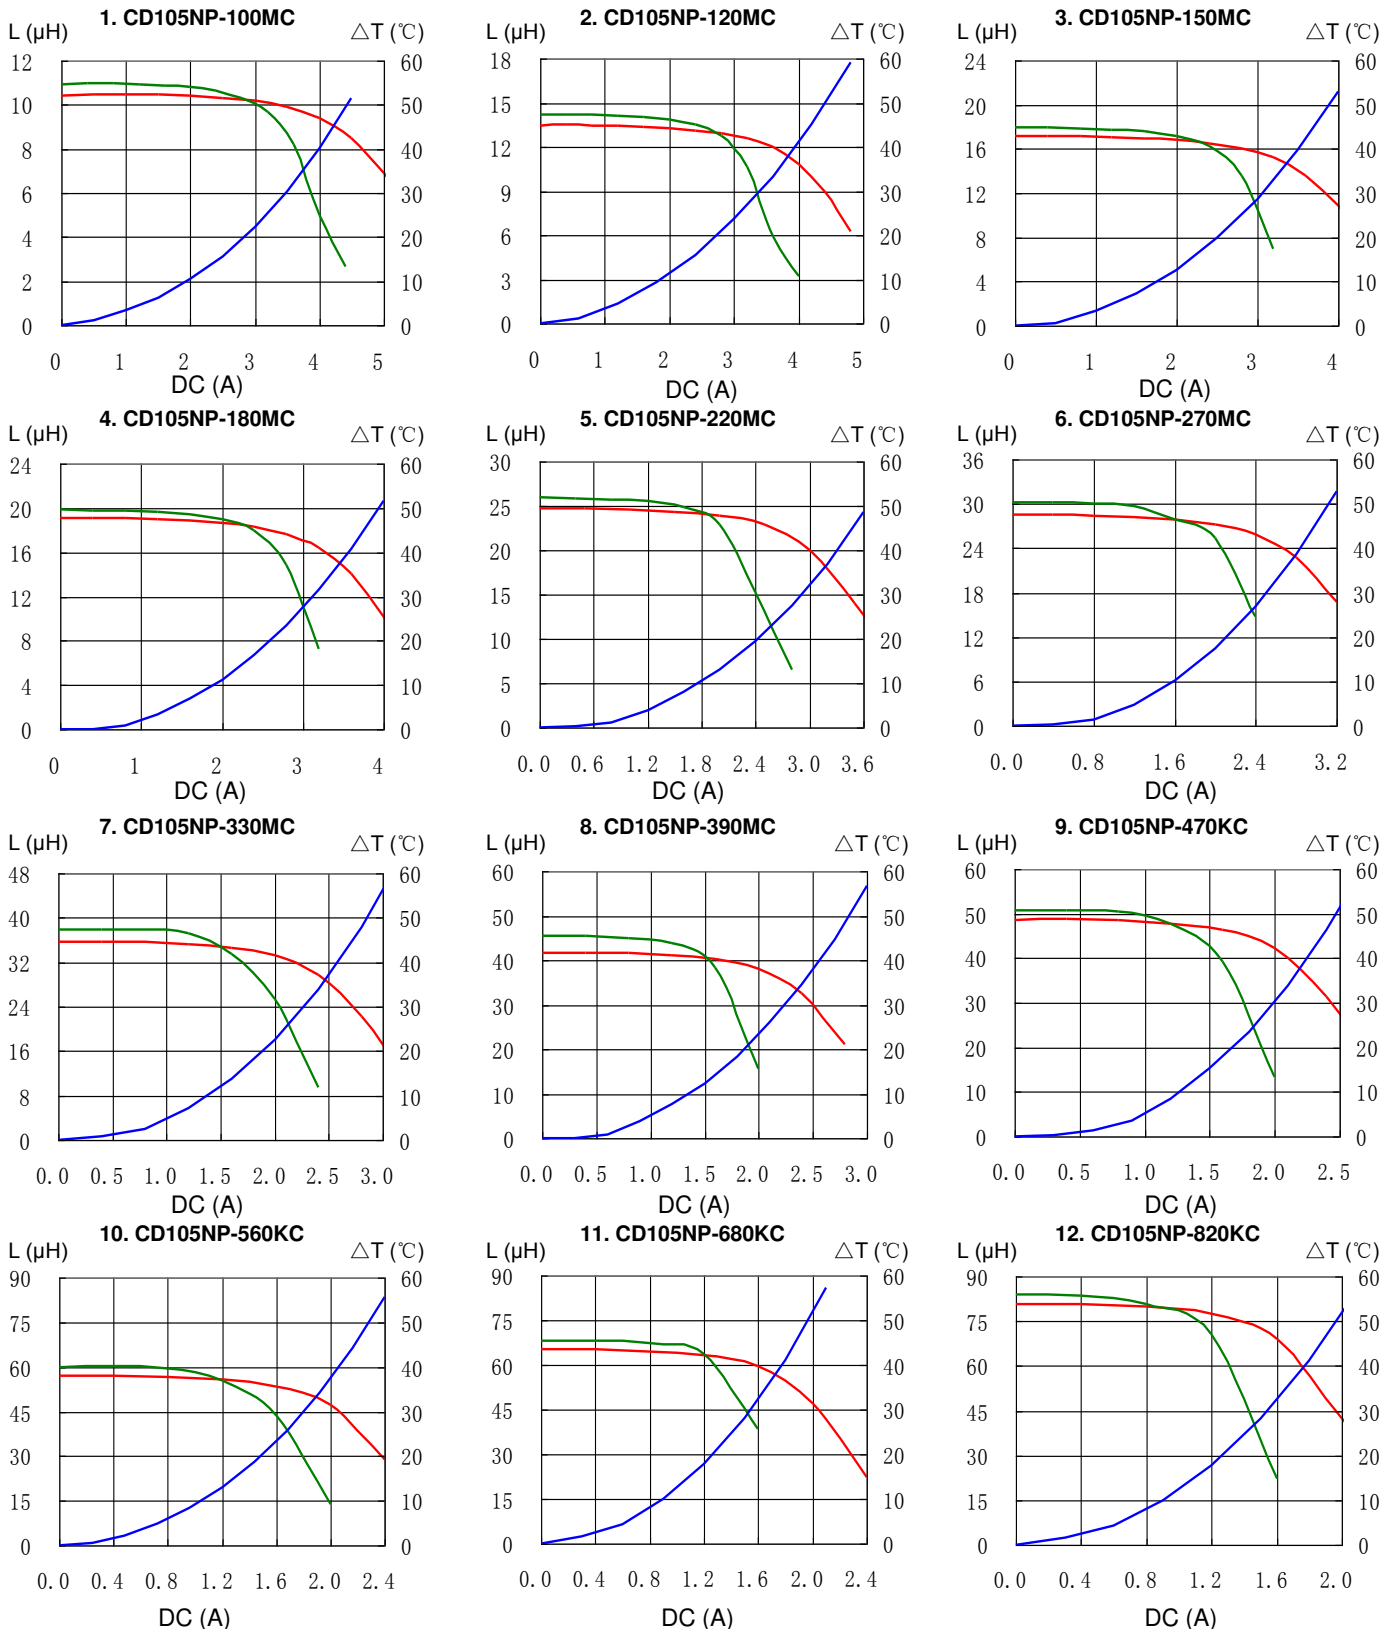 1. CD105NP-100MC
L (µH) △T (℃)
12 60
10 50
8 40
6 30
4 20
2 10
0 0
0 1 2 3 4 5
DC (A)
2. CD105NP-120MC
L (µH) △T (℃)
18 60
15 50
12 40
9 30
6 20
3 10
0 0
0 1 2 3 4 5
DC (A)
3. CD105NP-150MC
L (µH) △T (℃)
24 60
20 50
16 40
12 30
8 20
4 10
0 0
0 1 2 3 4
DC (A)
4. CD105NP-180MC
L (µH) △T (℃)
24 60
20 50
16 40
12 30
8 20
4 10
0 0
0 1 2 3 4
DC (A)
5. CD105NP-220MC
L (µH) △T (℃)
30 60
25 50
20 40
15 30
10 20
5 10
0 0
0.0 0.6 1.2 1.8 2.4 3.0 3.6
DC (A)
6. CD105NP-270MC
L (µH) △T (℃)
36 60
30 50
24 40
18 30
12 20
6 10
0 0
0.0 0.8 1.6 2.4 3.2
DC (A)
7. CD105NP-330MC
L (µH) △T (℃)
48 60
40 50
32 40
24 30
16 20
8 10
0 0
0.0 0.5 1.0 1.5 2.0 2.5 3.0
DC (A)
8. CD105NP-390MC
L (µH) △T (℃)
60 60
50 50
40 40
30 30
20 20
10 10
0 0
0.0 0.5 1.0 1.5 2.0 2.5 3.0
DC (A)
9. CD105NP-470KC
L (µH) △T (℃)
60 60
50 50
40 40
30 30
20 20
10 10
0 0
0.0 0.5 1.0 1.5 2.0 2.5
DC (A)
10. CD105NP-560KC
L (µH) △T (℃)
90 60
75 50
60 40
45 30
30 20
15 10
0 0
0.0 0.4 0.8 1.2 1.6 2.0 2.4
DC (A)
11. CD105NP-680KC
L (µH) △T (℃)
90 60
75 50
60 40
45 30
30 20
15 10
0 0
0.0 0.4 0.8 1.2 1.6 2.0 2.4
DC (A)
12. CD105NP-820KC
L (µH) △T (℃)
90 60
75 50
60 40
45 30
30 20
15 10
0 0
0.0 0.4 0.8 1.2 1.6 2.0
DC (A)